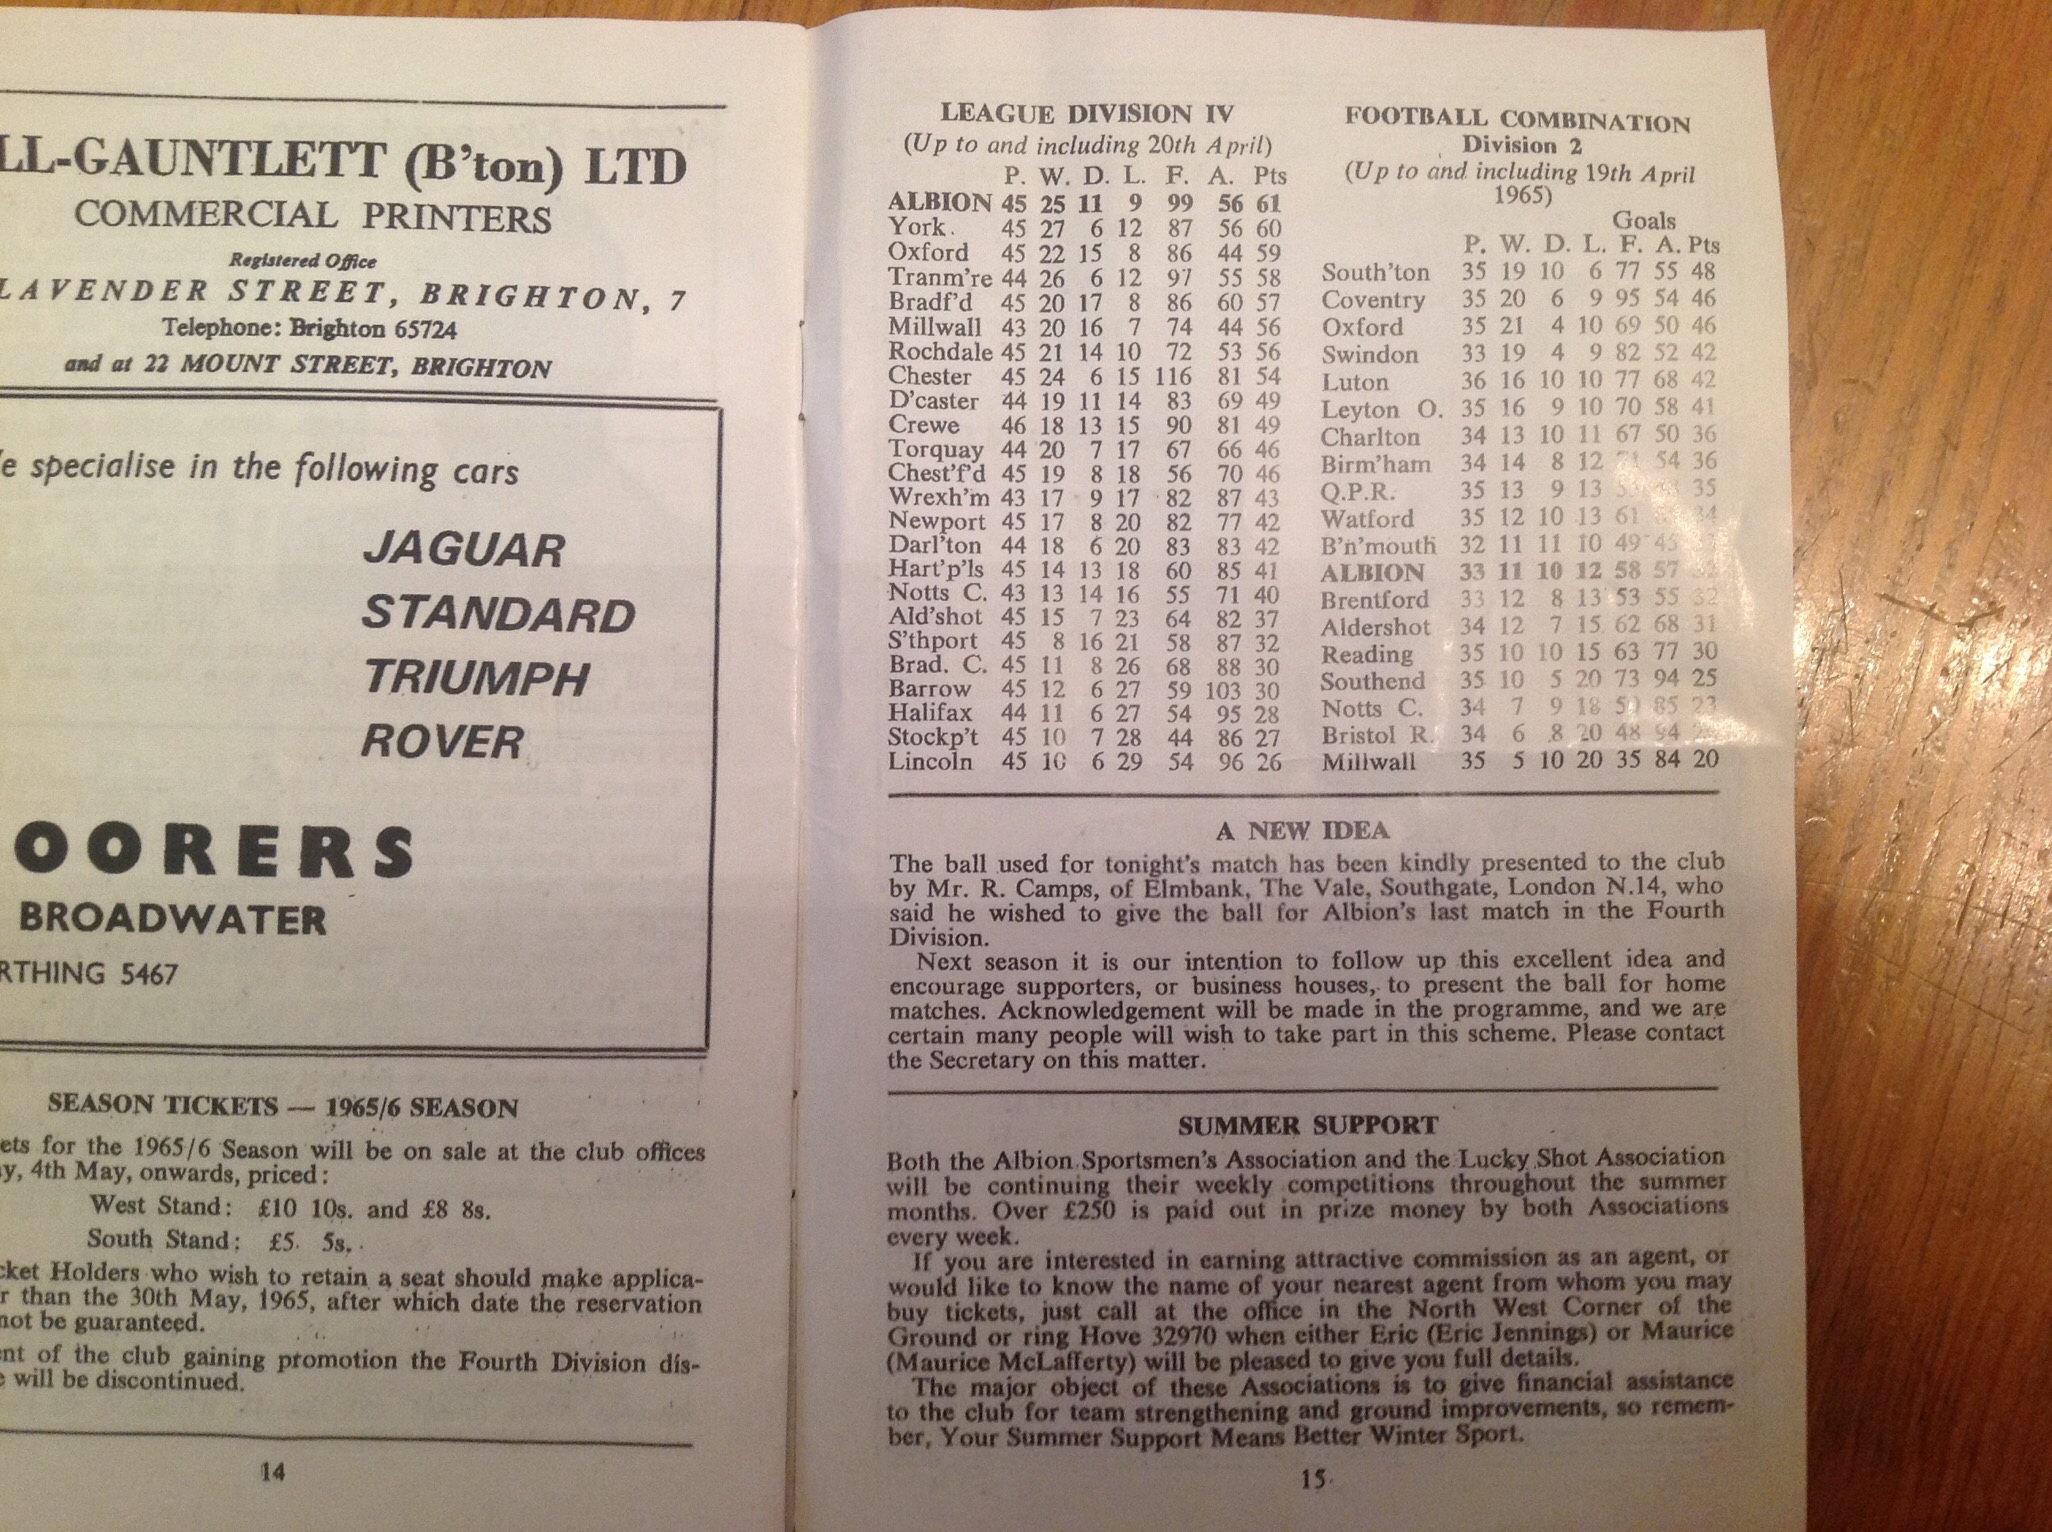 LL-GAUNTLETT (B'ton) LTD
COMMERCIAL PRINTERS
Registered Office
LAVENDER STREET, BRIGHTON, 7
Telephone: Brighton 65724
and at 22 MOUNT STREET, BRIGHTON
specialise in the following cars
JAGUAR
STANDARD
TRIUMPH
ROVER
OORERS
BROADWATER
RTHING 5467
SEASON TICKETS — 1965/6 SEASON
ets for the 1965/6 Season will be on sale at the club offices
y, 4th May, onwards, priced:
West Stand: £10 10s. and £8 8s.
South Stand: £5 5s.
cket Holders who wish to retain a seat should make applica-
r than the 30th May, 1965, after which date the reservation
not be guaranteed.
nt of the club gaining promotion the Fourth Division dis-
e will be discontinued.
14
LEAGUE DIVISION IV
(Up to and including 20th April)
P. W. D. L. F. A. Pts
ALBION 45 25 11 9 99 56 61
York. 45 27 6 12 87 56 60
Oxford 45 22 15 8 86 44 59
Tranm're 44 26 6 12 97 55 58
Bradf'd 45 20 17 8 86 60 57
Millwall 43 20 16 7 74 44 56
Rochdale 45 21 14 10 72 53 56
Chester 45 24 6 15 116 81 54
D'caster 44 19 11 14 83 69 49
Crewe 46 18 13 15 90 81 49
Torquay 44 20 7 17 67 66 46
Chest'f'd 45 19 8 18 56 70 46
Wrexh'm 43 17 9 17 82 87 43
Newport 45 17 8 20 82 77 42
Darl'ton 44 18 6 20 83 83 42
Hart'p'ls 45 14 13 18 60 85 41
Notts C. 43 13 14 16 55 71 40
Ald'shot 45 15 7 23 64 82 37
S'thport 45 8 16 21 58 87 32
Brad. C. 45 11 8 26 68 88 30
Barrow 45 12 6 27 59 103 30
Halifax 44 11 6 27 54 95 28
Stockp't 45 10 7 28 44 86 27
Lincoln 45 10 6 29 54 96 26
FOOTBALL COMBINATION
Division 2
(Up to and including 19th April
1965)
Goals
P. W. D. L. F. A. Pts
South'ton 35 19 10 6 77 55 48
Coventry 35 20 6 9 95 54 46
Oxford 35 21 4 10 69 50 46
Swindon 33 19 4 9 82 52 42
Luton 36 16 10 10 77 68 42
Leyton O. 35 16 9 10 70 58 41
Charlton 34 13 10 11 67 50 36
Birm'ham 34 14 8 12 54 36
Q.P.R. 35 13 9 13 35
Watford 35 12 10 13 61 34
B'n'mouth 32 11 11 10 49 45
ALBION 33 11 10 12 58 57 32
Brentford 33 12 8 13 53 55 32
Aldershot 34 12 7 15 62 68 31
Reading 35 10 10 15 63 77 30
Southend 35 10 5 20 73 94 25
Notts C. 34 7 9 18 85 23
Bristol R. 34 6 8 20 48 94
Millwall 35 5 10 20 35 84 20
A NEW IDEA
The ball used for tonight's match has been kindly presented to the club
by Mr. R. Camps, of Elmbank, The Vale, Southgate, London N.14, who
said he wished to give the ball for Albion's last match in the Fourth
Division.
Next season it is our intention to follow up this excellent idea and
encourage supporters, or business houses, to present the ball for home
matches. Acknowledgement will be made in the programme, and we are
certain many people will wish to take part in this scheme. Please contact
the Secretary on this matter.
SUMMER SUPPORT
Both the Albion Sportsmen's Association and the Lucky Shot Association
will be continuing their weekly competitions throughout the summer
months. Over £250 is paid out in prize money by both Associations
every week.
If you are interested in earning attractive commission as an agent, or
would like to know the name of your nearest agent from whom you may
buy tickets, just call at the office in the North West Corner of the
Ground or ring Hove 32970 when either Eric (Eric Jennings) or Maurice
(Maurice McLafferty) will be pleased to give you full details.
The major object of these Associations is to give financial assistance
to the club for team strengthening and ground improvements, so remem-
ber, Your Summer Support Means Better Winter Sport.
15